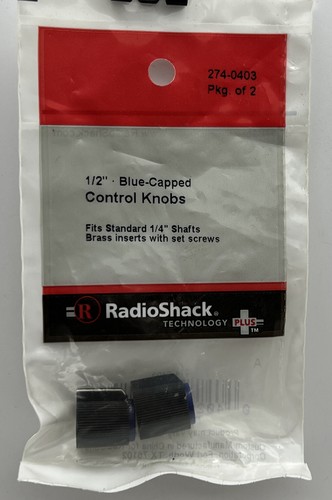 274-0403
Pkg. of 2
1/2" · Blue-Capped
Control Knobs
Fits Standard 1/4" Shafts
Brass inserts with set screws
R RadioShack®
TECHNOLOGY PLUS™